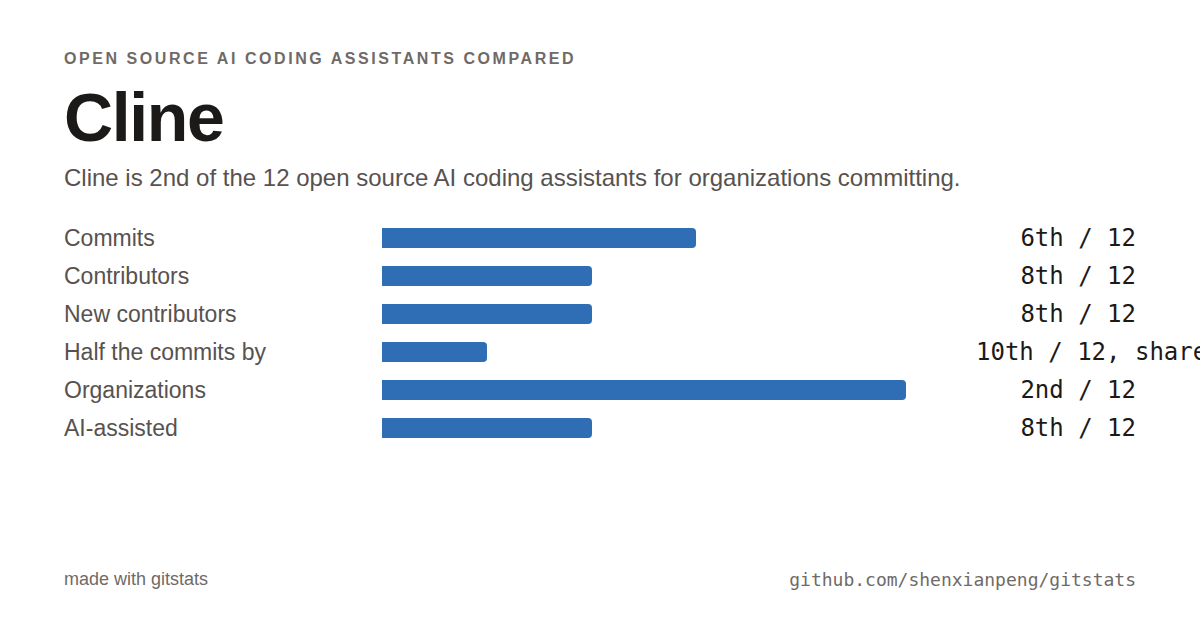 OPEN SOURCE AI CODING ASSISTANTS COMPARED
Cline
Cline is 2nd of the 12 open source AI coding assistants for organizations committing.
Commits 6th / 12
Contributors 8th / 12
New contributors 8th / 12
Half the commits by 10th / 12, share
Organizations 2nd / 12
AI-assisted 8th / 12
made with gitstats github.com/shenxianpeng/gitstats